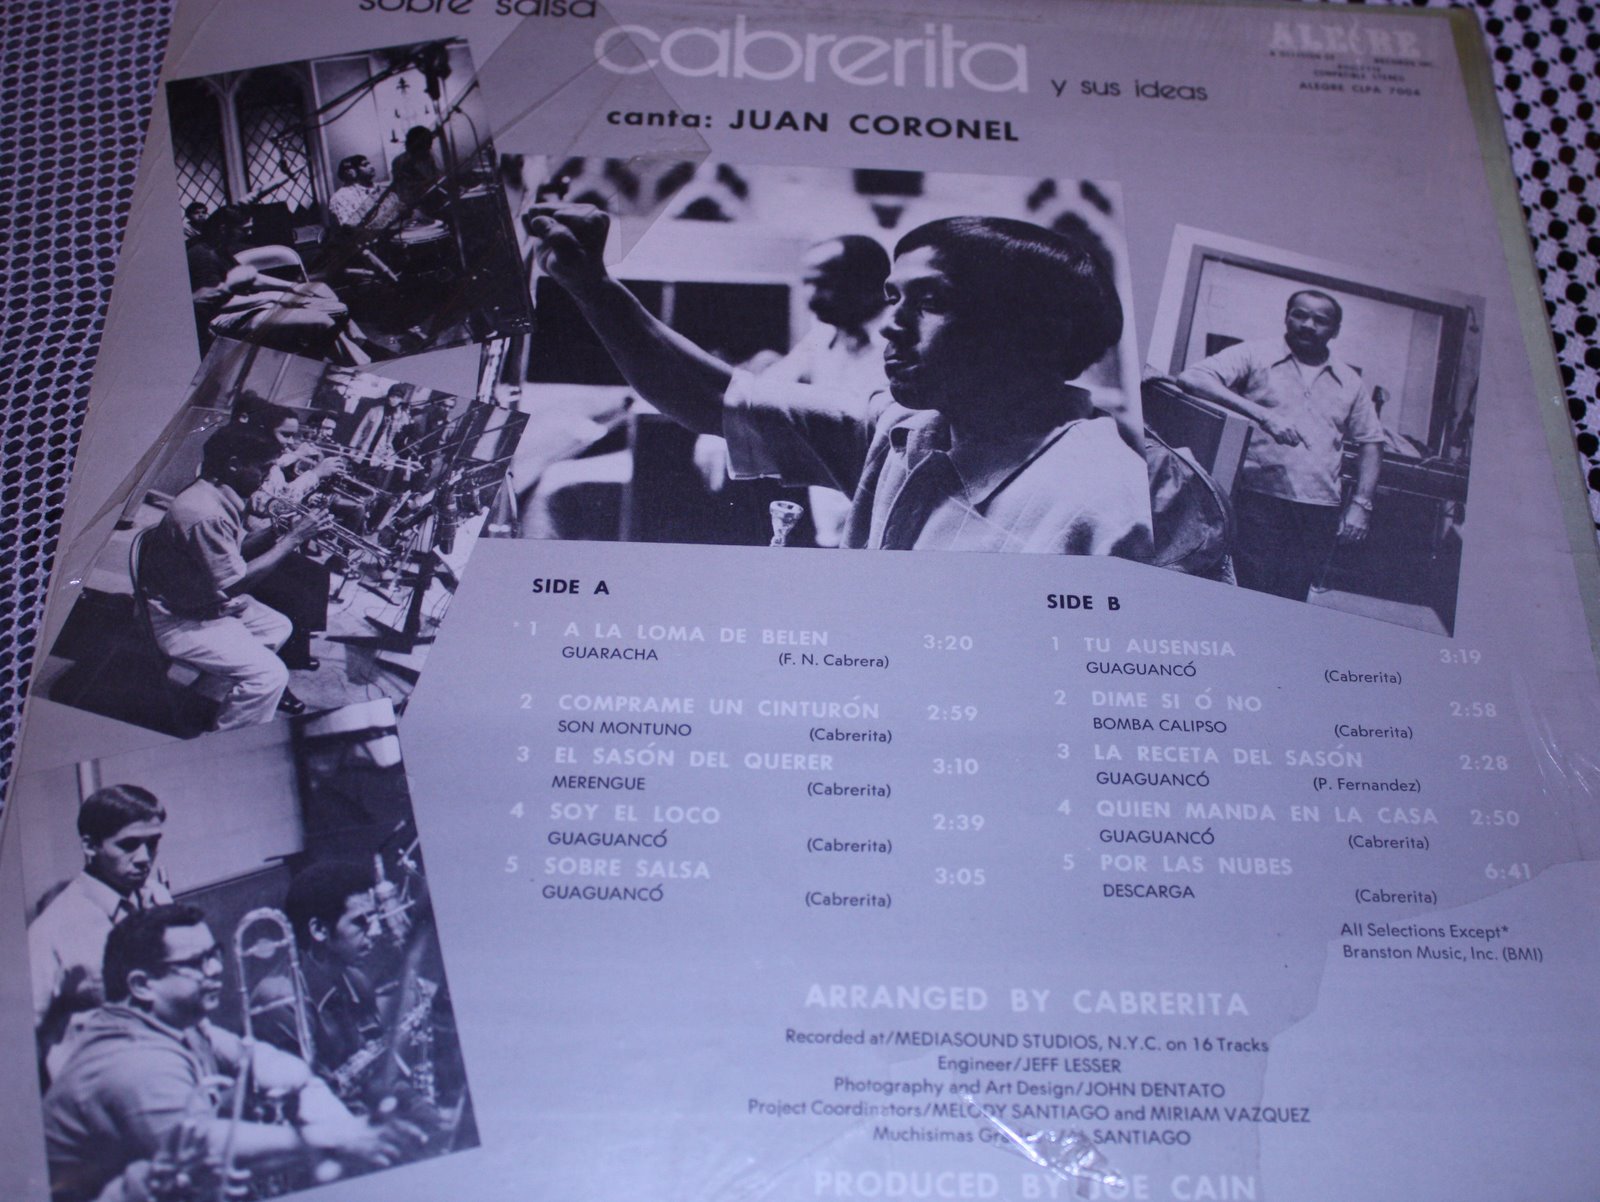 sobre salsa
cabrerita
y sus ideas
canta: JUAN CORONEL
ALEGRE
A DIVISION OF
RECORDS INC.
COMPATIBLE STEREO
ALEGRE CLPA 7004
SIDE A
*1 A LA LOMA DE BELEN 3:20
GUARACHA (F. N. Cabrera)
2 COMPRAME UN CINTURÓN 2:59
SON MONTUNO (Cabrerita)
3 EL SASÓN DEL QUERER 3:10
MERENGUE (Cabrerita)
4 SOY EL LOCO 2:39
GUAGUANCÓ (Cabrerita)
5 SOBRE SALSA 3:05
GUAGUANCÓ (Cabrerita)
SIDE B
1 TU AUSENSIA 3:19
GUAGUANCÓ (Cabrerita)
2 DIME SI Ó NO 2:58
BOMBA CALIPSO (Cabrerita)
3 LA RECETA DEL SASÓN 2:28
GUAGUANCÓ (P. Fernandez)
4 QUIEN MANDA EN LA CASA 2:50
GUAGUANCÓ (Cabrerita)
5 POR LAS NUBES 6:41
DESCARGA (Cabrerita)
All Selections Except*
Branston Music, Inc. (BMI)
ARRANGED BY CABRERITA
Recorded at/MEDIASOUND STUDIOS, N.Y.C. on 16 Tracks
Engineer/JEFF LESSER
Photography and Art Design/JOHN DENTATO
Project Coordinators/MELODY SANTIAGO and MIRIAM VAZQUEZ
Muchisimas SANTIAGO
PRODUCED BY JOE CAIN